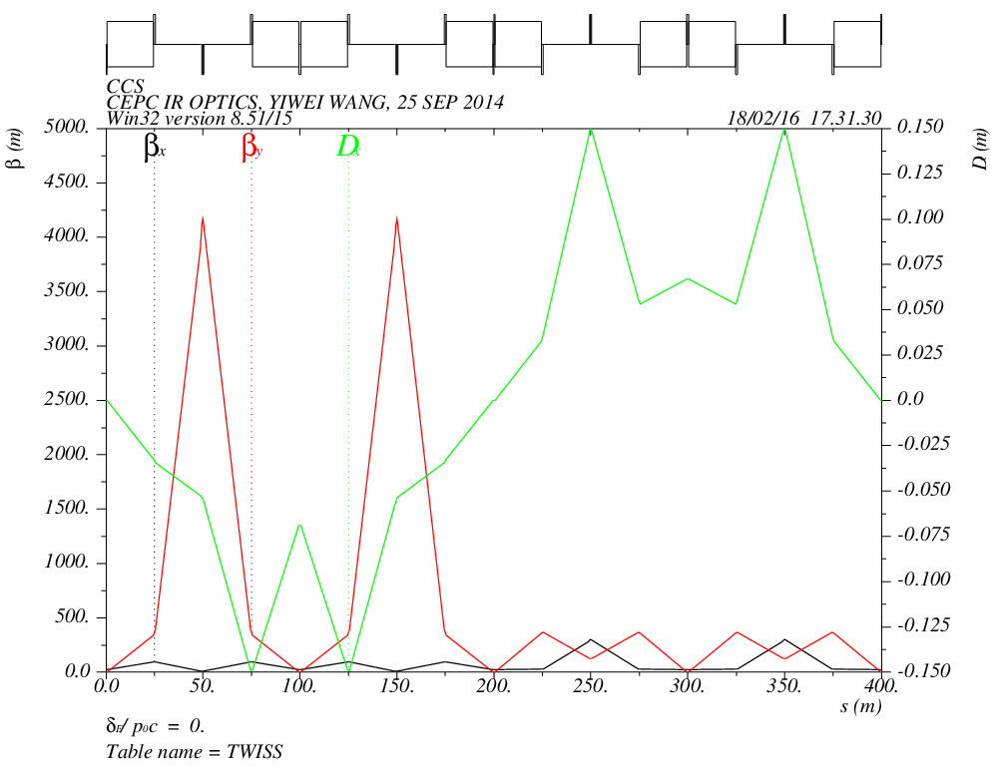 CCS
CEPC IR OPTICS, YIWEI WANG, 25 SEP 2014
Win32 version 8.51/15 18/02/16 17.31.30
βx βy Dx
β (m)
5000.
4500.
4000.
3500.
3000.
2500.
2000.
1500.
1000.
500.
0.0
D (m)
0.150
0.125
0.100
0.075
0.050
0.025
0.0
-0.025
-0.050
-0.075
-0.100
-0.125
-0.150
0.0 50. 100. 150. 200. 250. 300. 350. 400.
s (m)
δE/ p0c = 0.
Table name = TWISS